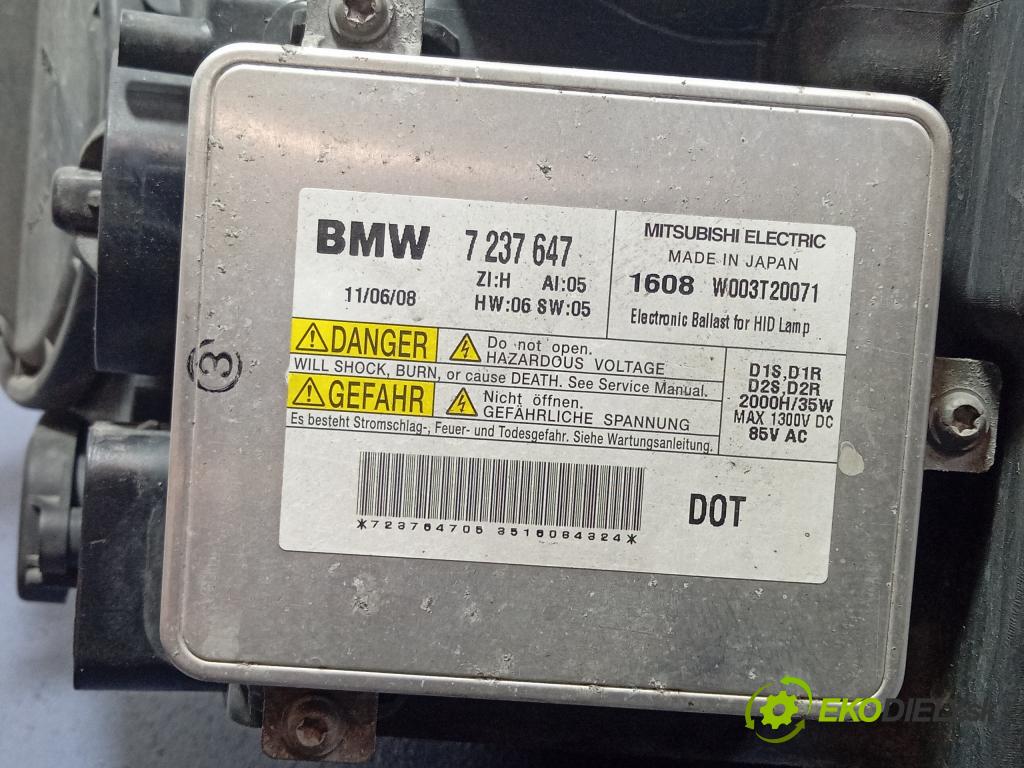 BMW 7 237 647
ZI:H AI:05
11/06/08 HW:06 SW:05
MITSUBISHI ELECTRIC
MADE IN JAPAN
1608 W003T20071
Electronic Ballast for HID Lamp
DANGER Do not open.
HAZARDOUS VOLTAGE
WILL SHOCK, BURN, or cause DEATH. See Service Manual.
GEFAHR Nicht öffnen.
GEFÄHRLICHE SPANNUNG
Es besteht Stromschlag-, Feuer- und Todesgefahr. Siehe Wartungsanleitung.
D1S,D1R
D2S,D2R
2000H/35W
MAX 1300V DC
85V AC
*723764705 3516084324*
DOT
3